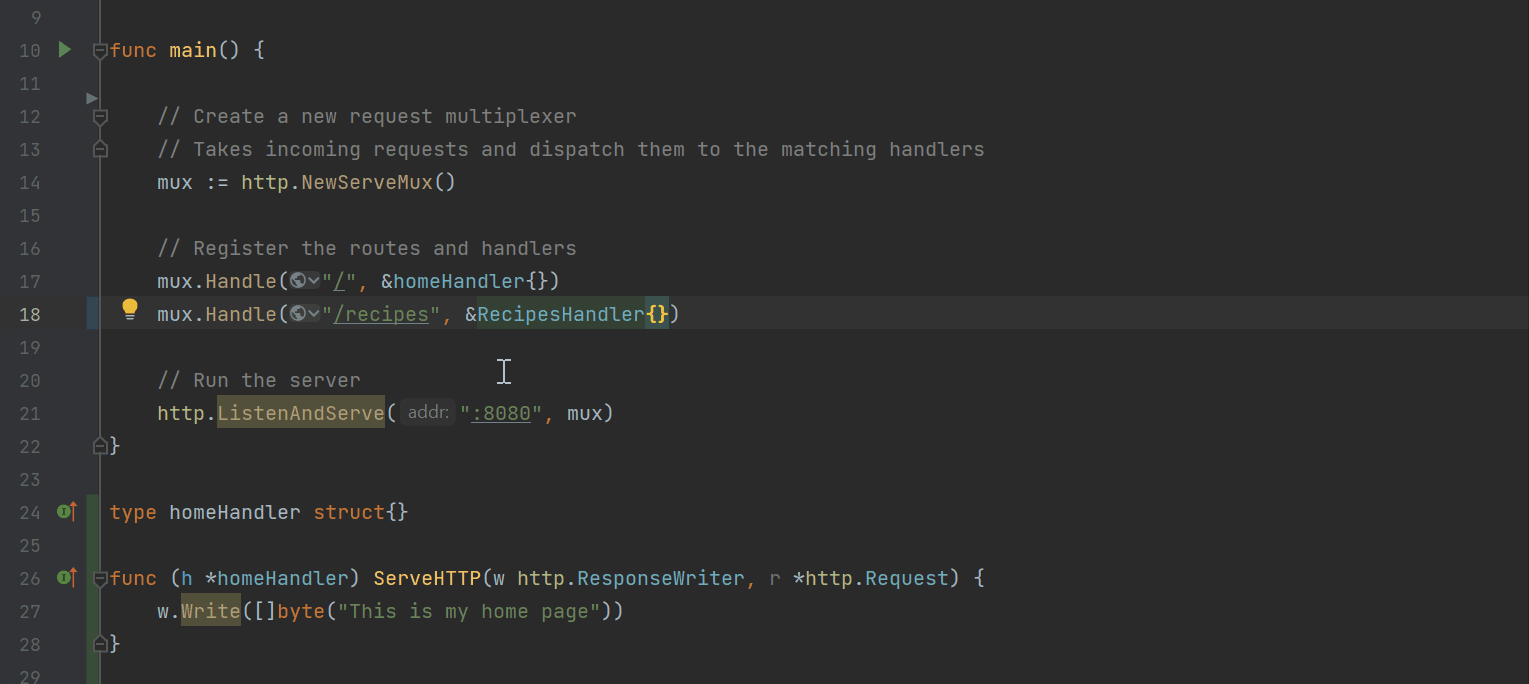 9
10 func main() {
11
12 // Create a new request multiplexer
13 // Takes incoming requests and dispatch them to the matching handlers
14 mux := http.NewServeMux()
15
16 // Register the routes and handlers
17 mux.Handle("/", &homeHandler{})
18 mux.Handle("/recipes", &RecipesHandler{})
19
20 // Run the server
21 http.ListenAndServe( addr: ":8080", mux)
22 }
23
24 type homeHandler struct{}
25
26 func (h *homeHandler) ServeHTTP(w http.ResponseWriter, r *http.Request) {
27 w.Write([]byte("This is my home page"))
28 }
29